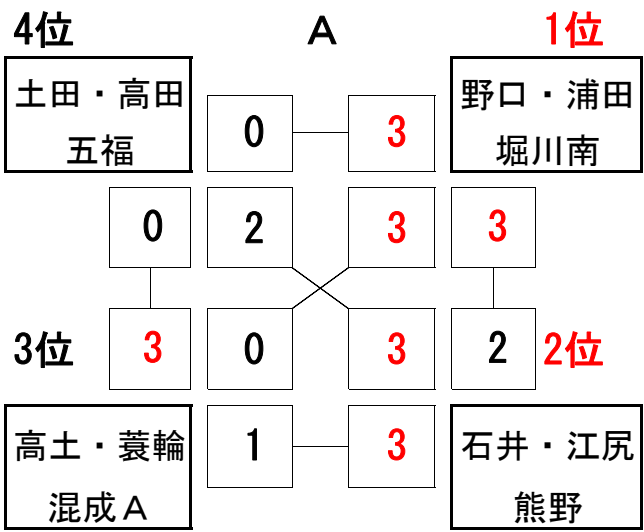 4位 A 1位
土田・高田 0 3 野口・浦田
五福 堀川南
0 2 3 3
3位 3 0 3 2 2位
高土・蓑輪 1 3 石井・江尻
混成A 熊野